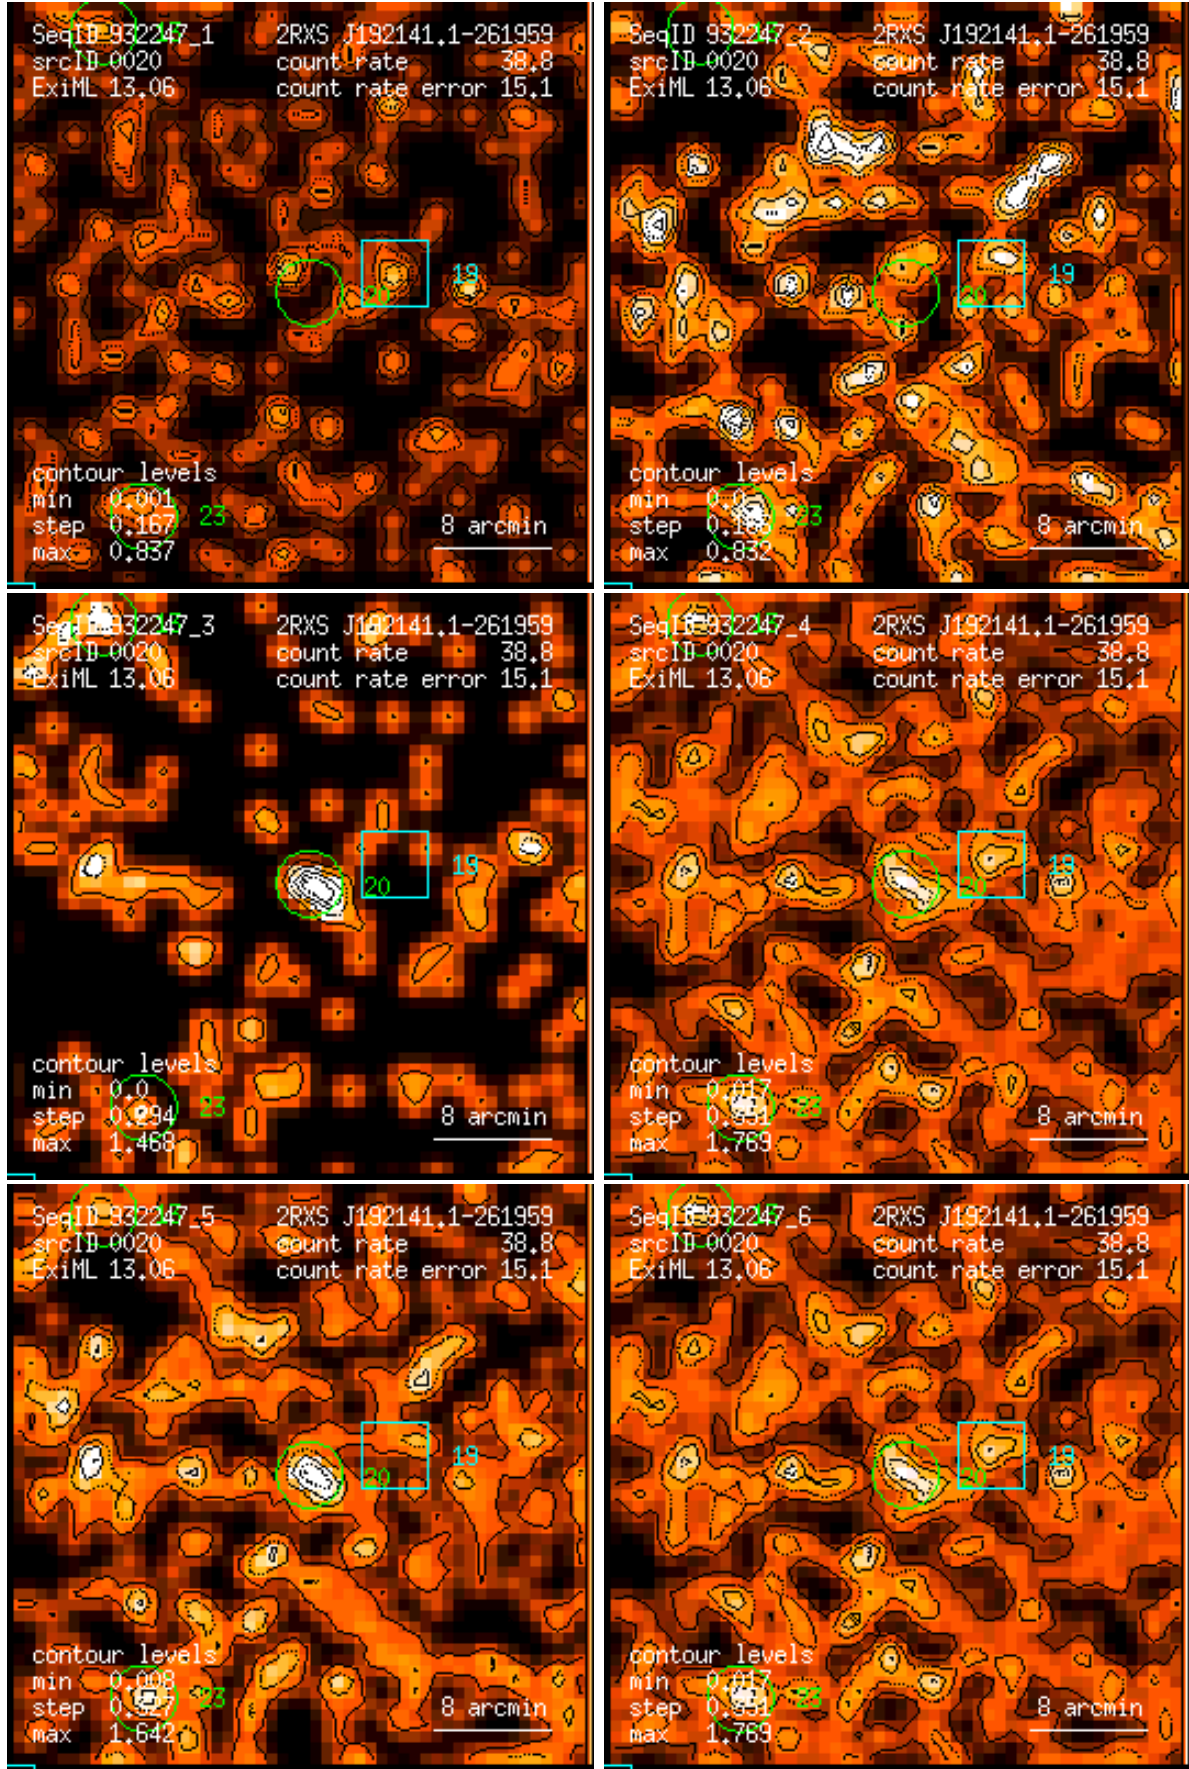 SeqID 932247_1 2RXS J192141.1-261959
srcID 0020 count rate 38.8
ExiML 13.06 count rate error 15.1
19
20
contour levels
min 0.001
step 0.167 23 8 arcmin
max 0.837
SeqID 932247_2 2RXS J192141.1-261959
srcID 0020 count rate 38.8
ExiML 13.06 count rate error 15.1
19
20
contour levels
min 0.0
step 23 8 arcmin
max 0.832
SeqID 932247_3 2RXS J192141.1-261959
srcID 0020 count rate 38.8
ExiML 13.06 count rate error 15.1
19
20
contour levels
min 0.0
step 0.294 23 8 arcmin
max 1.468
SeqID 932247_4 2RXS J192141.1-261959
srcID 0020 count rate 38.8
ExiML 13.06 count rate error 15.1
19
20
contour levels
min 0.017
step 23 8 arcmin
max 1.769
SeqID 932247_5 2RXS J192141.1-261959
srcID 0020 count rate 38.8
ExiML 13.06 count rate error 15.1
19
20
contour levels
min 0.008
step 23 8 arcmin
max 1.642
SeqID 932247_6 2RXS J192141.1-261959
srcID 0020 count rate 38.8
ExiML 13.06 count rate error 15.1
19
20
contour levels
min 0.017
step 23 8 arcmin
max 1.769